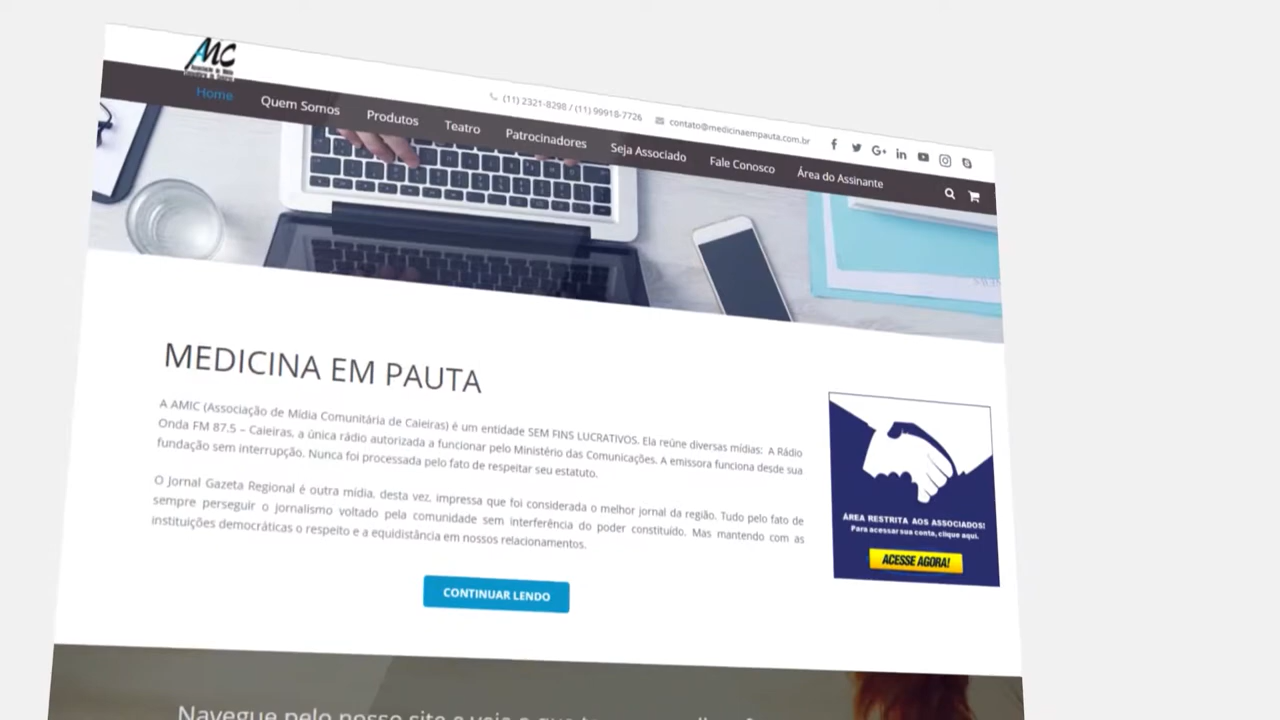 AMC
(11) 2321-8298 / (11) 99918-7726
contato@medicinaempauta.com.br
Home
Quem Somos
Produtos
Teatro
Patrocinadores
Seja Associado
Fale Conosco
Área do Assinante
MEDICINA EM PAUTA
A AMIC (Associação de Mídia Comunitária de Caieiras) é um entidade SEM FINS LUCRATIVOS. Ela reúne diversas mídias: A Rádio
Onda FM 87.5 – Caieiras, a única rádio autorizada a funcionar pelo Ministério das Comunicações. A emissora funciona desde sua
fundação sem interrupção. Nunca foi processada pelo fato de respeitar seu estatuto.
O Jornal Gazeta Regional é outra mídia, desta vez, impressa que foi considerada o melhor jornal da região. Tudo pelo fato de
sempre perseguir o jornalismo voltado pela comunidade sem interferência do poder constituído. Mas mantendo com as
instituições democráticas o respeito e a equidistância em nossos relacionamentos.
CONTINUAR LENDO
ÁREA RESTRITA AOS ASSOCIADOS!
Para acessar sua conta, clique aqui.
ACESSE AGORA!
Navegue pelo nosso site e veja o que